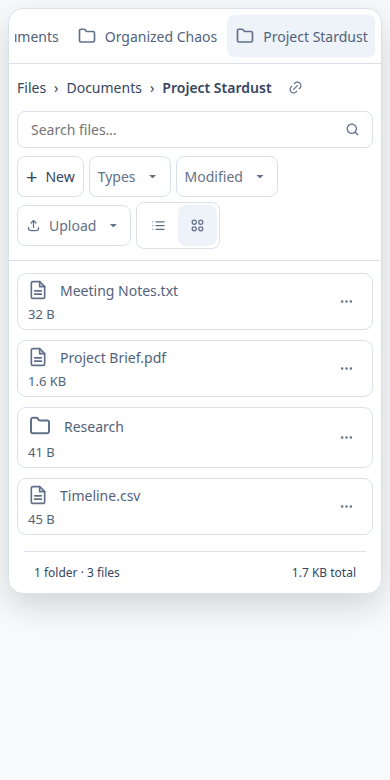 Organized Chaos Project Stardust
Files › Documents › Project Stardust
Search files...
+ New Types Modified
Upload
Meeting Notes.txt
32 B
Project Brief.pdf
1.6 KB
Research
41 B
Timeline.csv
45 B
1 folder · 3 files 1.7 KB total